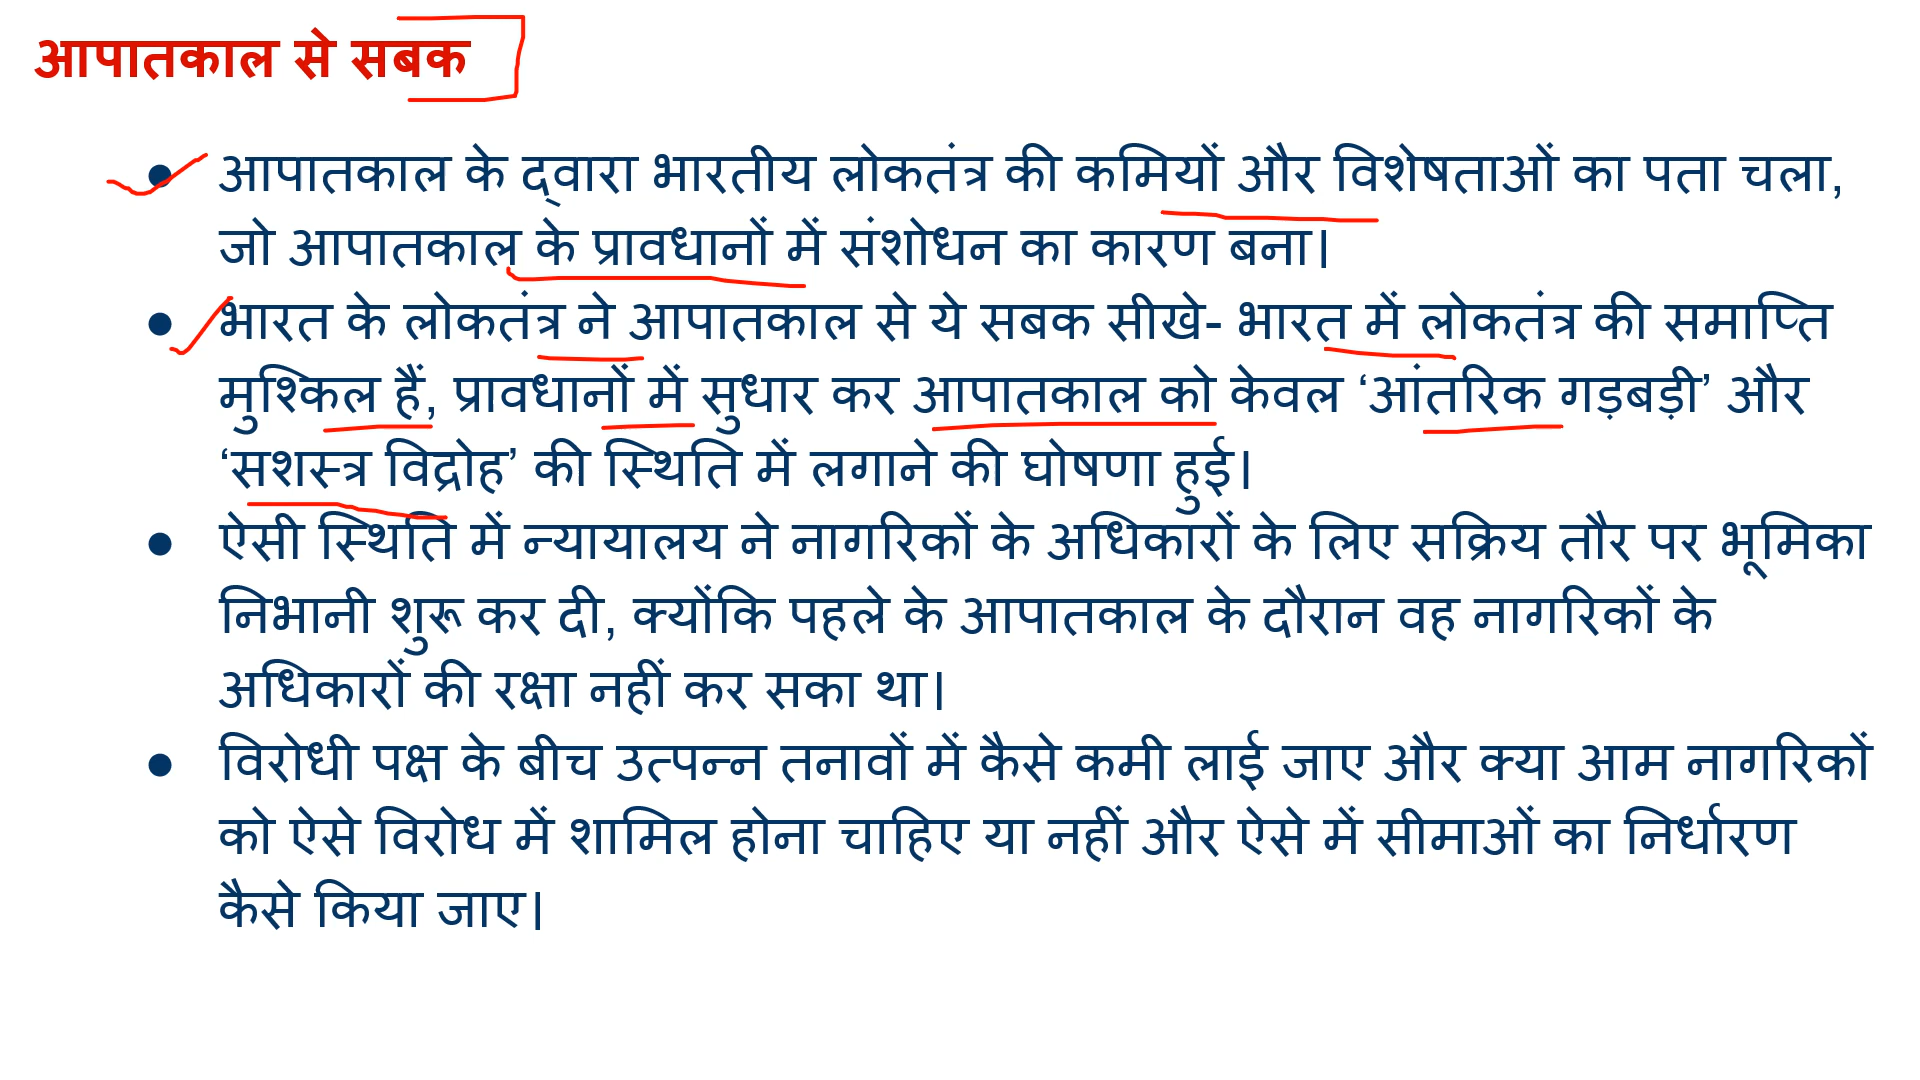 आपातकाल से सबक
● आपातकाल के द्वारा भारतीय लोकतंत्र की कमियों और विशेषताओं का पता चला,
जो आपातकाल के प्रावधानों में संशोधन का कारण बना।
● भारत के लोकतंत्र ने आपातकाल से ये सबक सीखे- भारत में लोकतंत्र की समाप्ति
मुश्किल हैं, प्रावधानों में सुधार कर आपातकाल को केवल ‘आंतरिक गड़बड़ी’ और
‘सशस्त्र विद्रोह’ की स्थिति में लगाने की घोषणा हुई।
● ऐसी स्थिति में न्यायालय ने नागरिकों के अधिकारों के लिए सक्रिय तौर पर भूमिका
निभानी शुरू कर दी, क्योंकि पहले के आपातकाल के दौरान वह नागरिकों के
अधिकारों की रक्षा नहीं कर सका था।
● विरोधी पक्ष के बीच उत्पन्न तनावों में कैसे कमी लाई जाए और क्या आम नागरिकों
को ऐसे विरोध में शामिल होना चाहिए या नहीं और ऐसे में सीमाओं का निर्धारण
कैसे किया जाए।